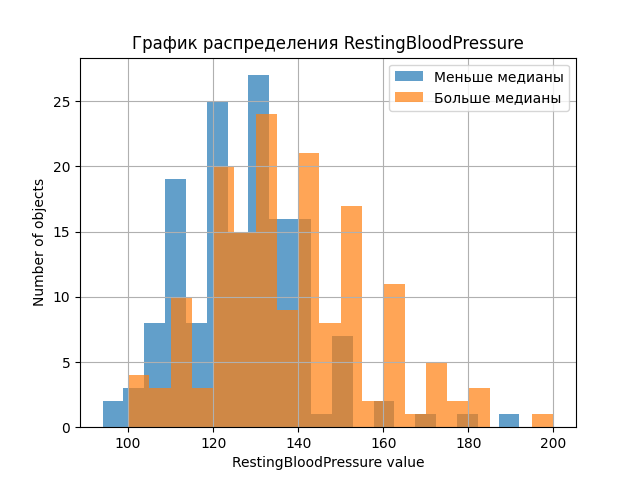 График распределения RestingBloodPressure
Меньше медианы
Больше медианы
Number of objects
25
20
15
10
5
0
100 120 140 160 180 200
RestingBloodPressure value